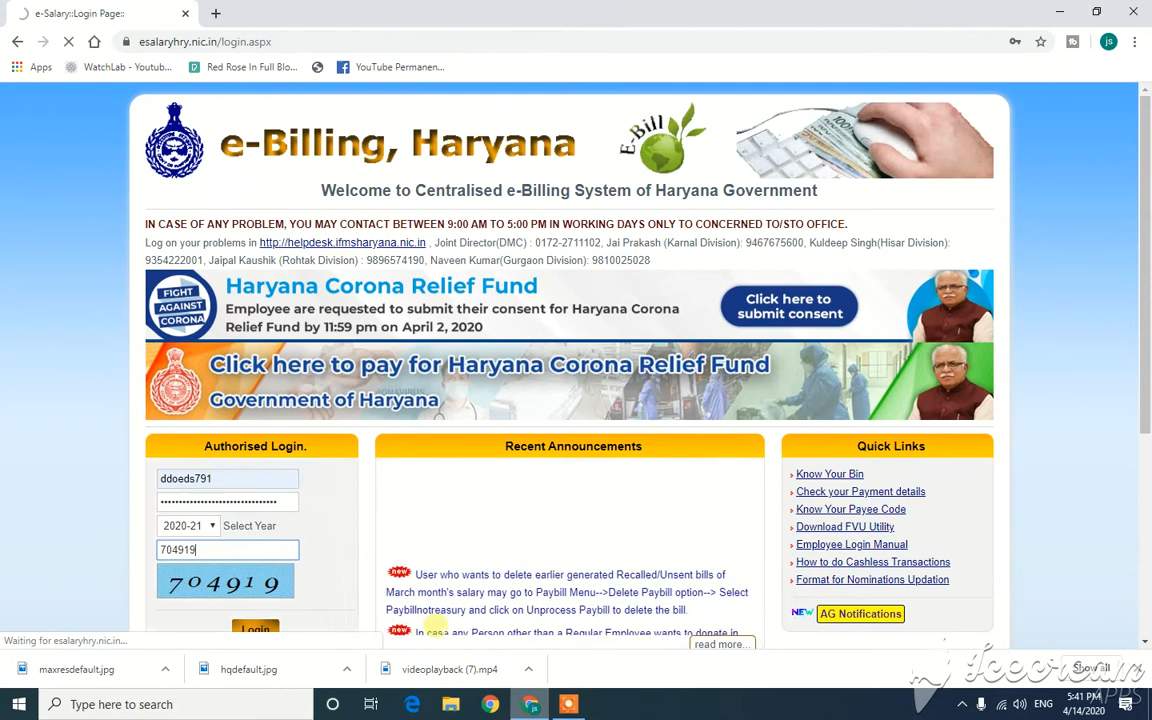 e-Salary::Login Page::
esalaryhry.nic.in/login.aspx
js
Apps
WatchLab - Youtub...
Red Rose In Full Blo...
YouTube Permanen...
e-Billing, Haryana
E-Bill
Welcome to Centralised e-Billing System of Haryana Government
IN CASE OF ANY PROBLEM, YOU MAY CONTACT BETWEEN 9:00 AM TO 5:00 PM IN WORKING DAYS ONLY TO CONCERNED TO/STO OFFICE.
Log on your problems in http://helpdesk.ifmsharyana.nic.in , Joint Director(DMC) : 0172-2711102, Jai Prakash (Karnal Division): 9467675600, Kuldeep Singh(Hisar Division):
9354222001, Jaipal Kaushik (Rohtak Division) : 9896574190, Naveen Kumar(Gurgaon Division): 9810025028
FIGHT AGAINST CORONA
Haryana Corona Relief Fund
Employee are requested to submit their consent for Haryana Corona
Relief Fund by 11:59 pm on April 2, 2020
Click here to
submit consent
Click here to pay for Haryana Corona Relief Fund
Government of Haryana
Authorised Login.
Recent Announcements
Quick Links
ddoeds791
2020-21 Select Year
704919
704919
Login
User who wants to delete earlier generated Recalled/Unsent bills of
March month's salary may go to Paybill Menu-->Delete Paybill option--> Select
Paybillnotreasury and click on Unprocess Paybill to delete the bill.
In casa any Person other than a Regular Employee wants to donate in
read more...
Know Your Bin
Check your Payment details
Know Your Payee Code
Download FVU Utility
Employee Login Manual
How to do Cashless Transactions
Format for Nominations Updation
NEW AG Notifications
Waiting for esalaryhry.nic.in...
maxresdefault.jpg
hqdefault.jpg
videoplayback (7).mp4
Show all
Icecream
APPS
Type here to search
js
ENG
5:41 PM
4/14/2020